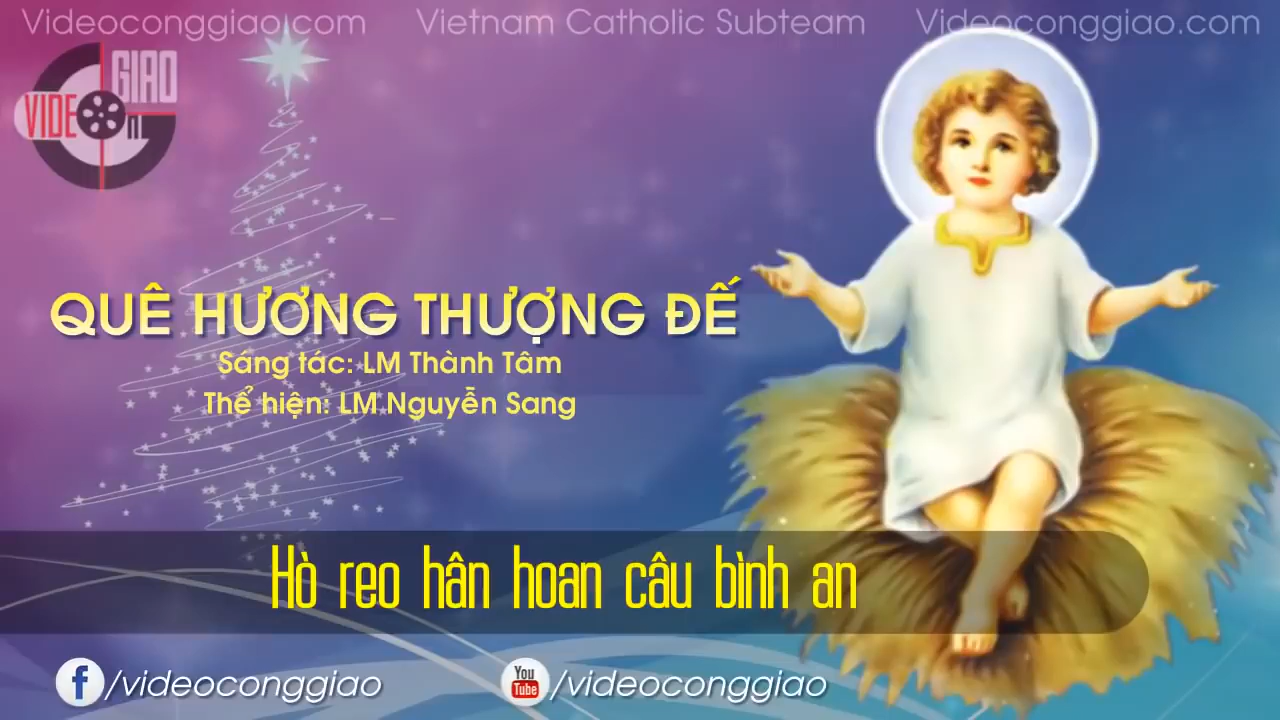 Videoconggiao.com Vietnam Catholic Subteam Videoconggiao.com
GIAO
VIDEO
QUÊ HƯƠNG THƯỢNG ĐẾ
Sáng tác: LM Thành Tâm
Thể hiện: LM Nguyễn Sang
Hò reo hân hoan câu bình an
f/videoconggiao You Tube/videoconggiao